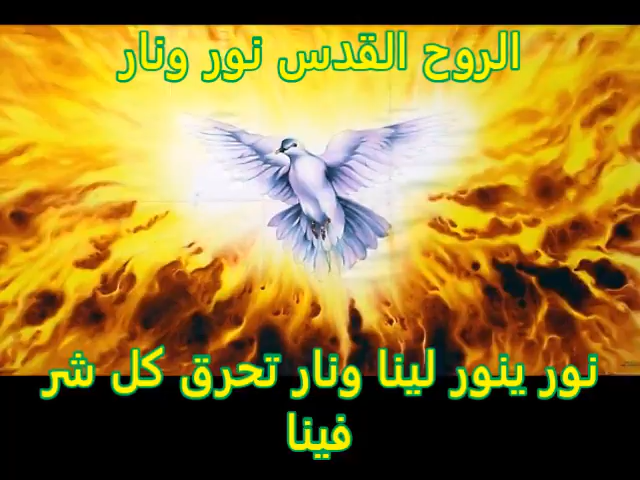 الروح القدس نور ونار
نور ينور لينا ونار تحرق كل شر
فينا